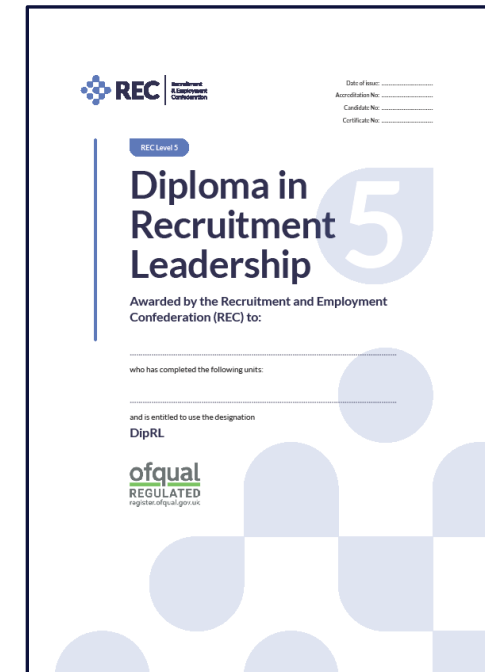 REC
Recruitment
& Employment
Confederation
Date of issue: ................................
Accreditation No: ................................
Candidate No: ................................
Certificate No: ................................
REC Level 5
5
Diploma in
Recruitment
Leadership
Awarded by the Recruitment and Employment
Confederation (REC) to:
who has completed the following units:
and is entitled to use the designation
DipRL
ofqual
REGULATED
register.ofqual.gov.uk